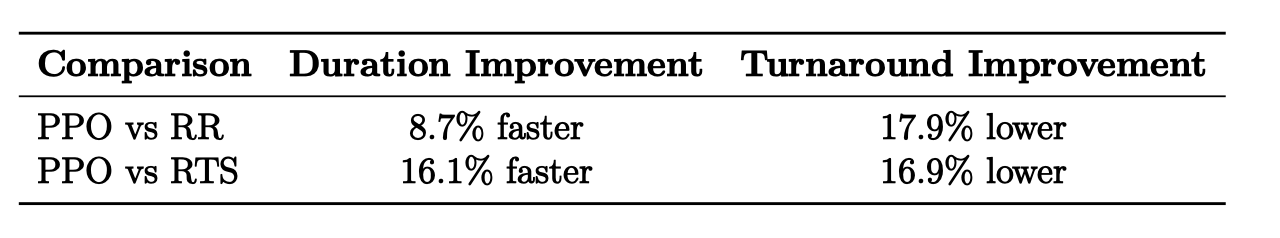 Comparison Duration Improvement Turnaround Improvement
PPO vs RR 8.7% faster 17.9% lower
PPO vs RTS 16.1% faster 16.9% lower